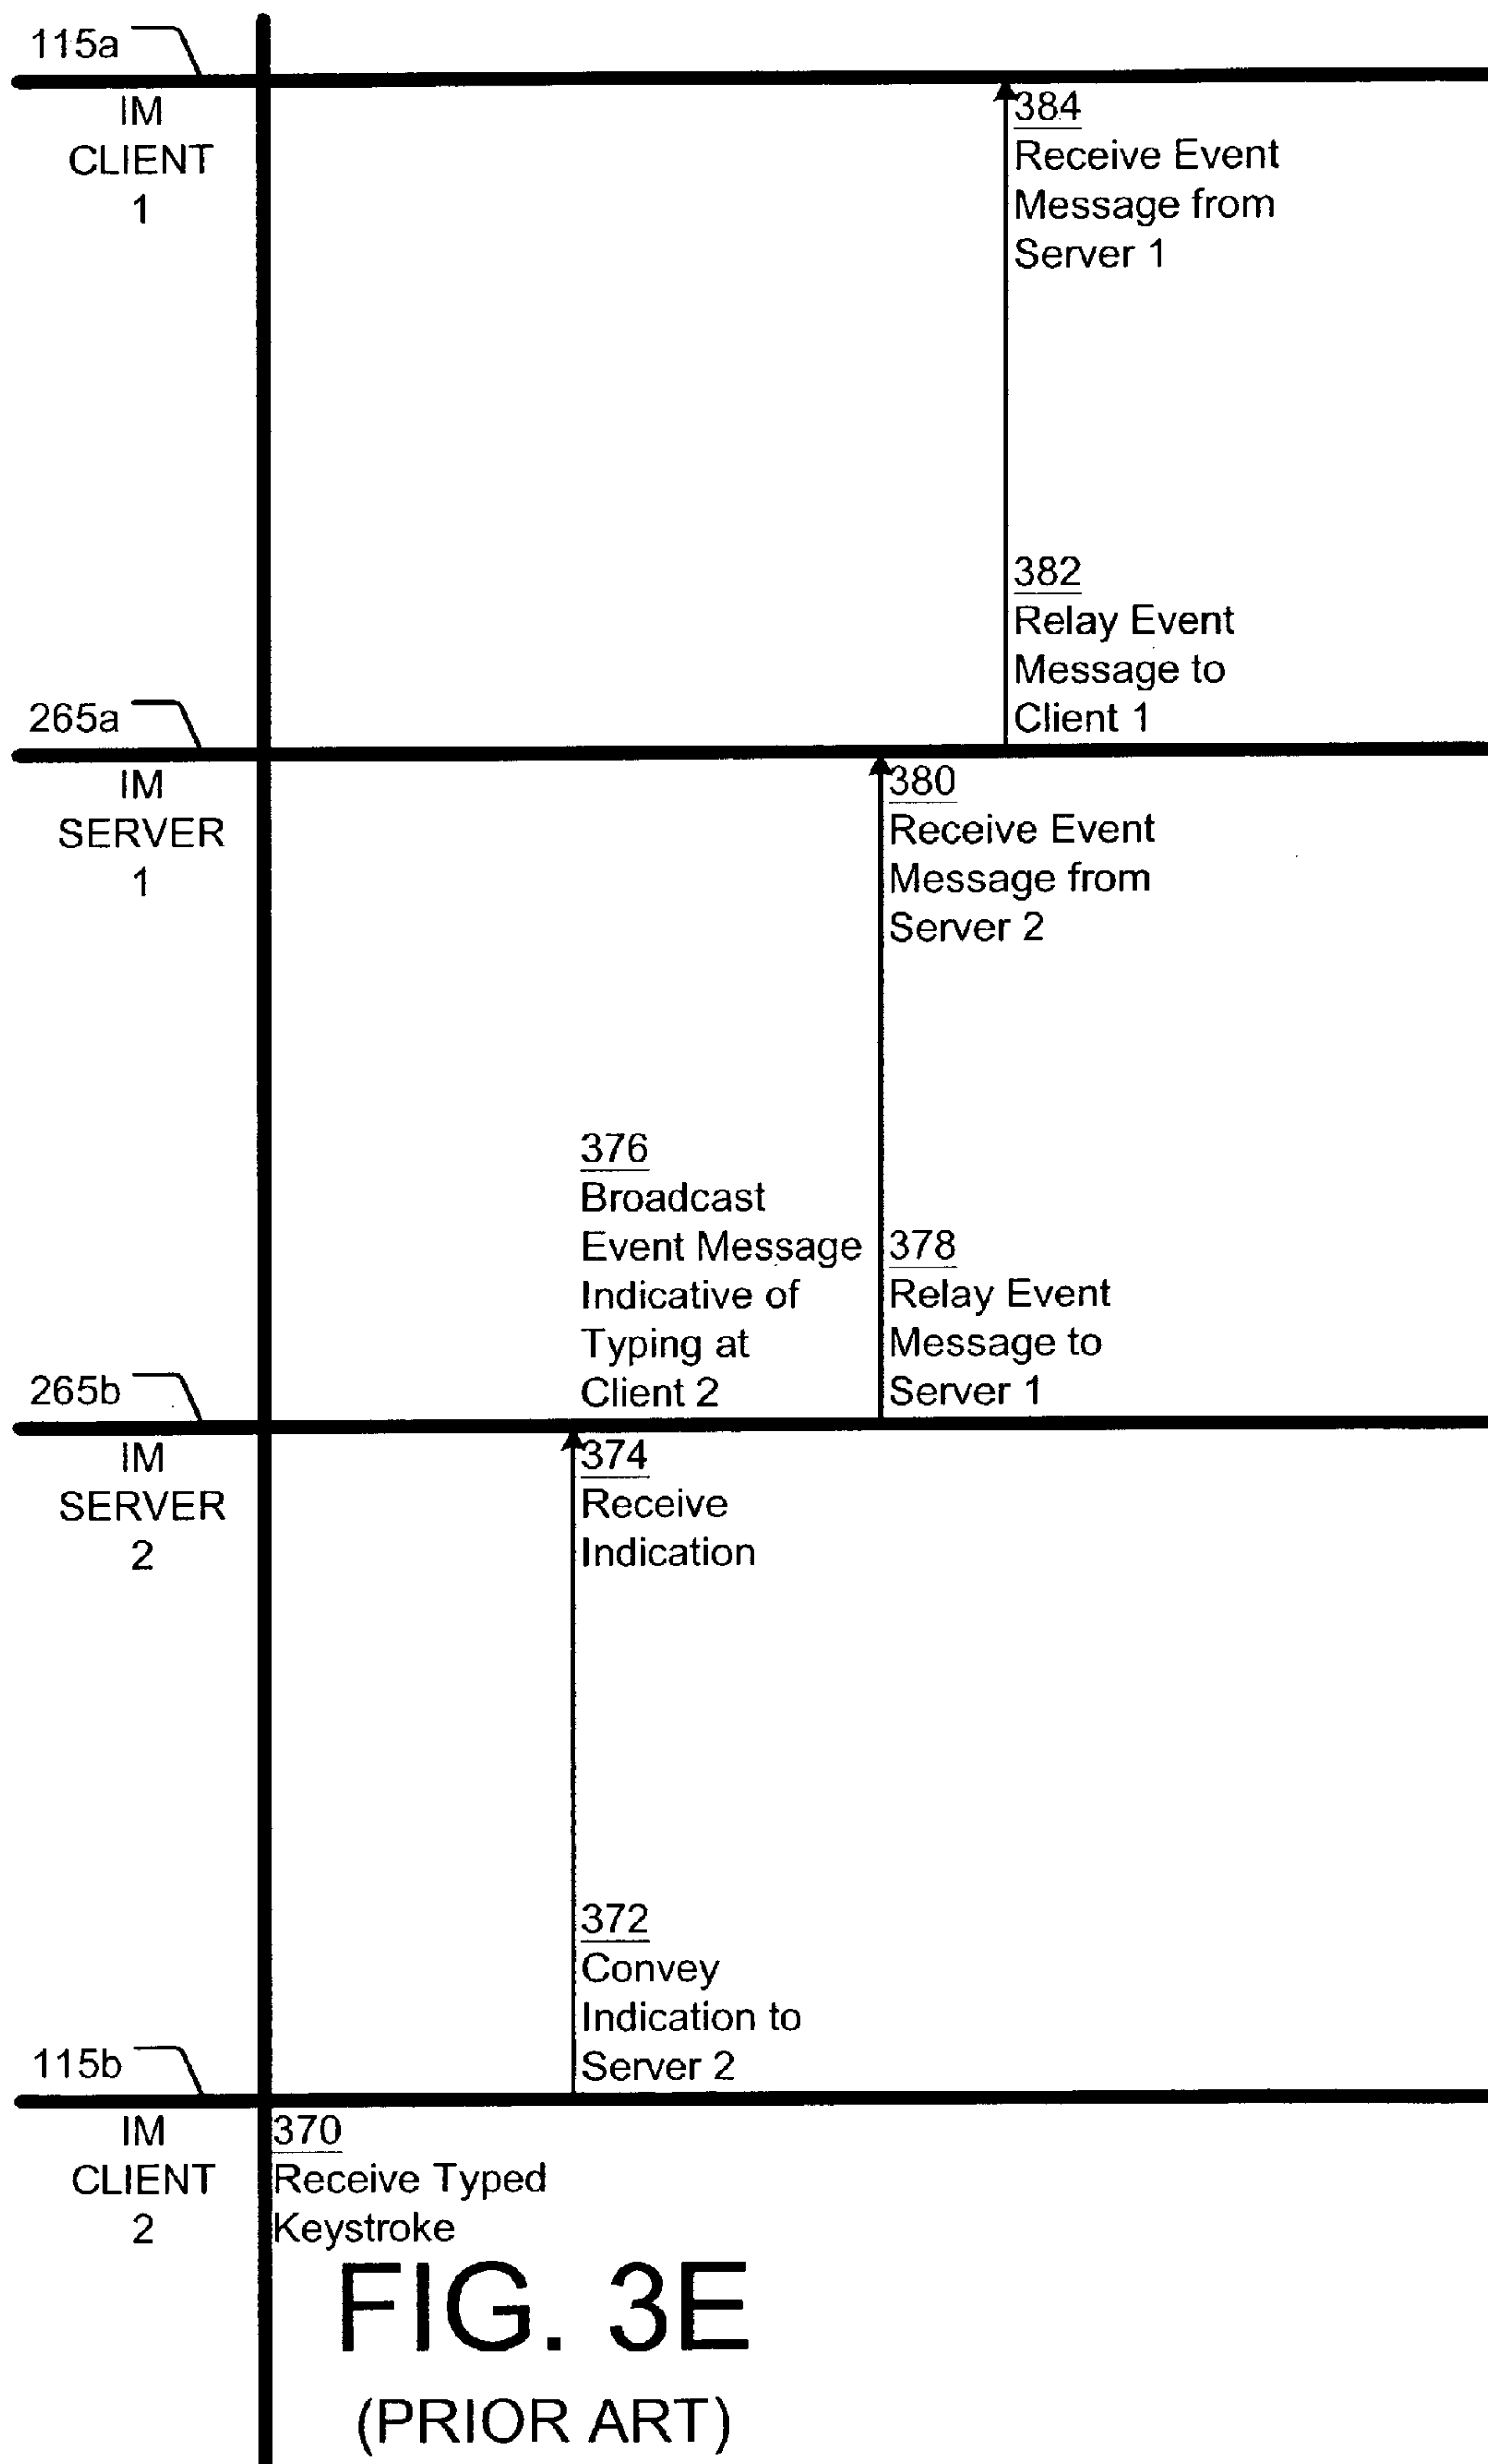 115a
IM
CLIENT
1
384
Receive Event
Message from
Server 1
382
Relay Event
Message to
Client 1
265a
IM
SERVER
1
380
Receive Event
Message from
Server 2
376
Broadcast
Event Message
Indicative of
Typing at
Client 2
378
Relay Event
Message to
Server 1
265b
IM
SERVER
2
374
Receive
Indication
372
Convey
Indication to
Server 2
115b
IM
CLIENT
2
370
Receive Typed
Keystroke
FIG. 3E
(PRIOR ART)